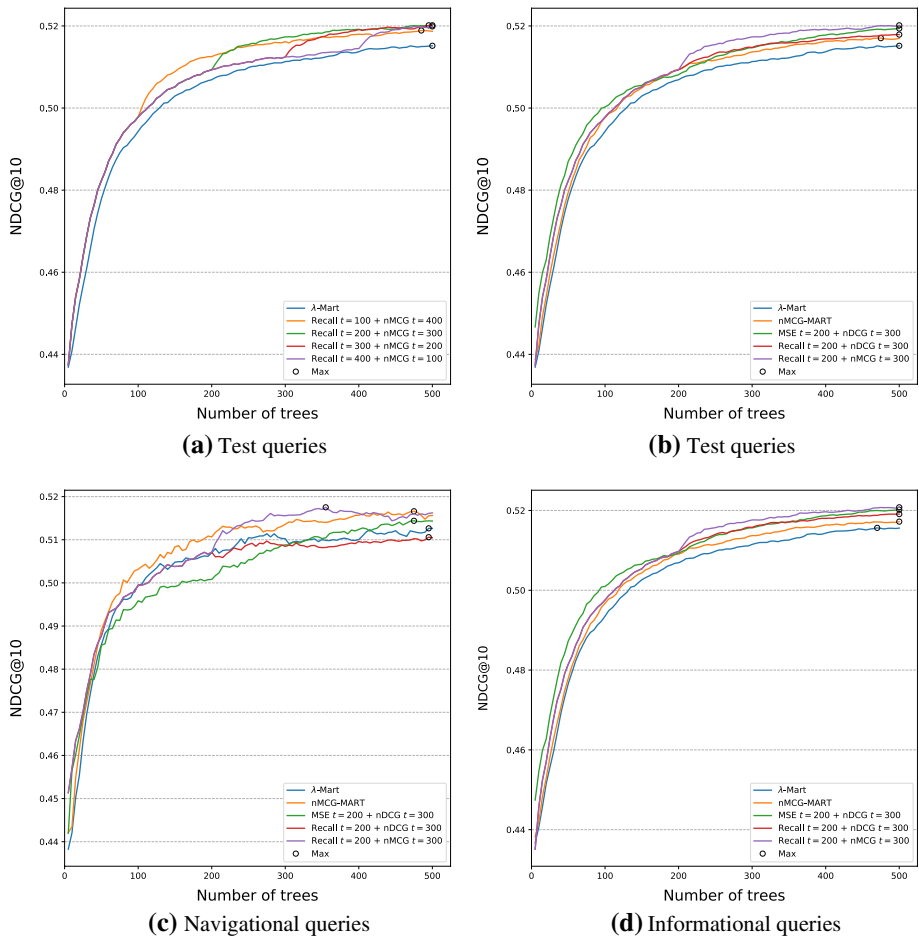 0.52
0.50
0.48
0.46
0.44
NDCG@10
λ-Mart
Recall t = 100 + nMCG t = 400
Recall t = 200 + nMCG t = 300
Recall t = 300 + nMCG t = 200
Recall t = 400 + nMCG t = 100
Max
0 100 200 300 400 500
Number of trees
(a) Test queries
0.52
0.50
0.48
0.46
0.44
NDCG@10
λ-Mart
nMCG-MART
MSE t = 200 + nDCG t = 300
Recall t = 200 + nDCG t = 300
Recall t = 200 + nMCG t = 300
Max
0 100 200 300 400 500
Number of trees
(b) Test queries
0.52
0.51
0.50
0.49
0.48
0.47
0.46
0.45
0.44
NDCG@10
λ-Mart
nMCG-MART
MSE t = 200 + nDCG t = 300
Recall t = 200 + nDCG t = 300
Recall t = 200 + nMCG t = 300
Max
0 100 200 300 400 500
Number of trees
(c) Navigational queries
0.52
0.50
0.48
0.46
0.44
NDCG@10
λ-Mart
nMCG-MART
MSE t = 200 + nDCG t = 300
Recall t = 200 + nDCG t = 300
Recall t = 200 + nMCG t = 300
Max
0 100 200 300 400 500
Number of trees
(d) Informational queries